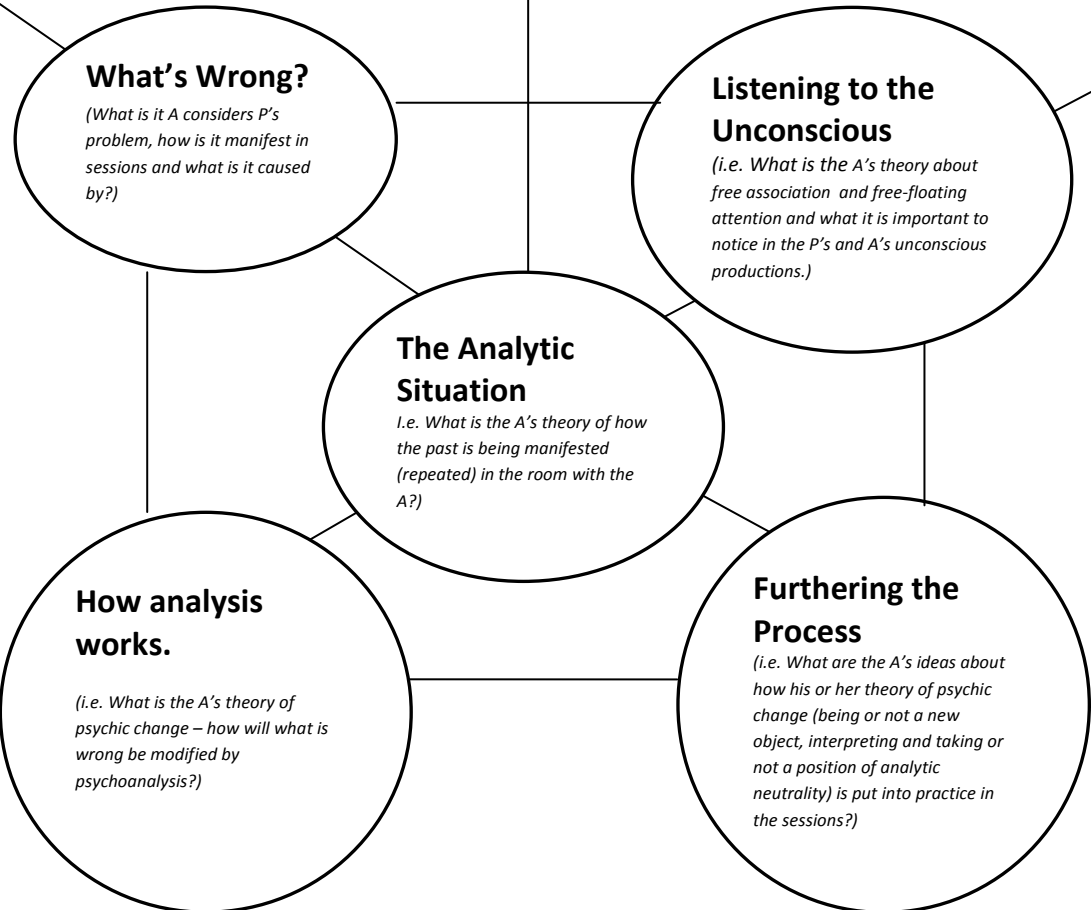 What’s Wrong?
(What is it A considers P’s
problem, how is it manifest in
sessions and what is it caused
by?)
Listening to the
Unconscious
(i.e. What is the A’s theory about
free association  and free-floating
attention and what it is important to
notice in the P’s and A’s unconscious
productions.)
The Analytic
Situation
I.e. What is the A’s theory of how
the past is being manifested
(repeated) in the room with the
A?)
How analysis
works.
(i.e. What is the A’s theory of
psychic change – how will what is
wrong be modified by
psychoanalysis?)
Furthering the
Process
(i.e. What are the A’s ideas about
how his or her theory of psychic
change (being or not a new
object, interpreting and taking or
not a position of analytic
neutrality) is put into practice in
the sessions?)